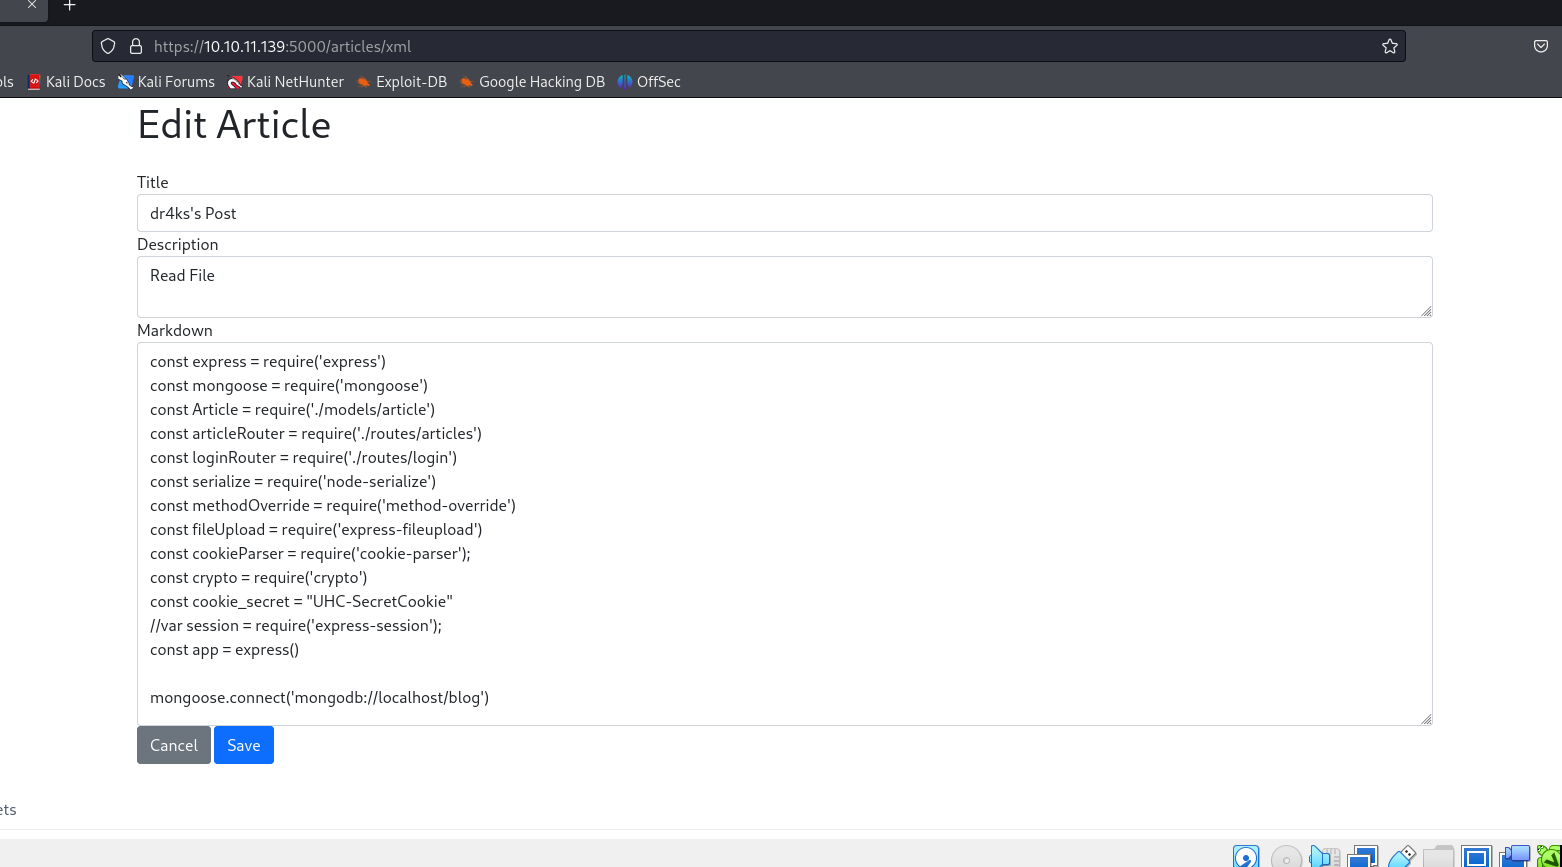 https://10.10.11.139:5000/articles/xml
ols Kali Docs Kali Forums Kali NetHunter Exploit-DB Google Hacking DB OffSec
Edit Article
Title
dr4ks's Post
Description
Read File
Markdown
const express = require('express')
const mongoose = require('mongoose')
const Article = require('./models/article')
const articleRouter = require('./routes/articles')
const loginRouter = require('./routes/login')
const serialize = require('node-serialize')
const methodOverride = require('method-override')
const fileUpload = require('express-fileupload')
const cookieParser = require('cookie-parser');
const crypto = require('crypto')
const cookie_secret = "UHC-SecretCookie"
//var session = require('express-session');
const app = express()
mongoose.connect('mongodb://localhost/blog')
Cancel Save
ets